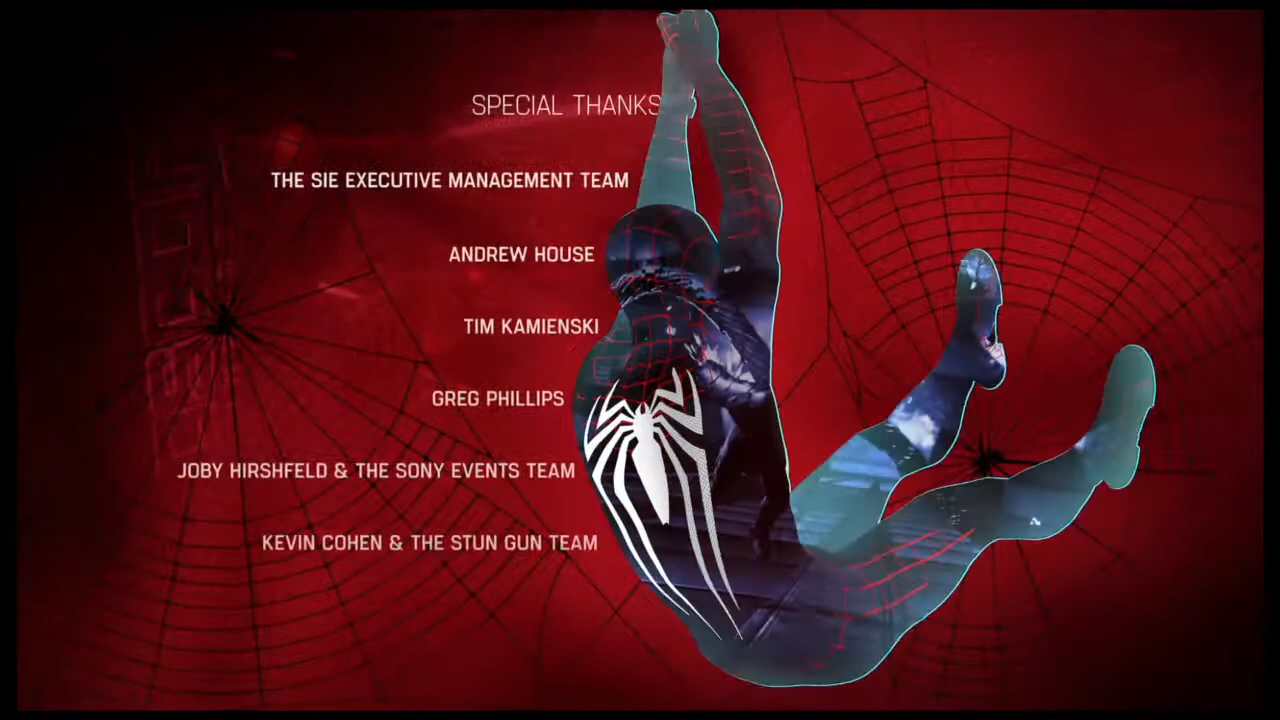 SPECIAL THANKS
THE SIE EXECUTIVE MANAGEMENT TEAM
ANDREW HOUSE
TIM KAMIENSKI
GREG PHILLIPS
JOBY HIRSHFELD & THE SONY EVENTS TEAM
KEVIN COHEN & THE STUN GUN TEAM